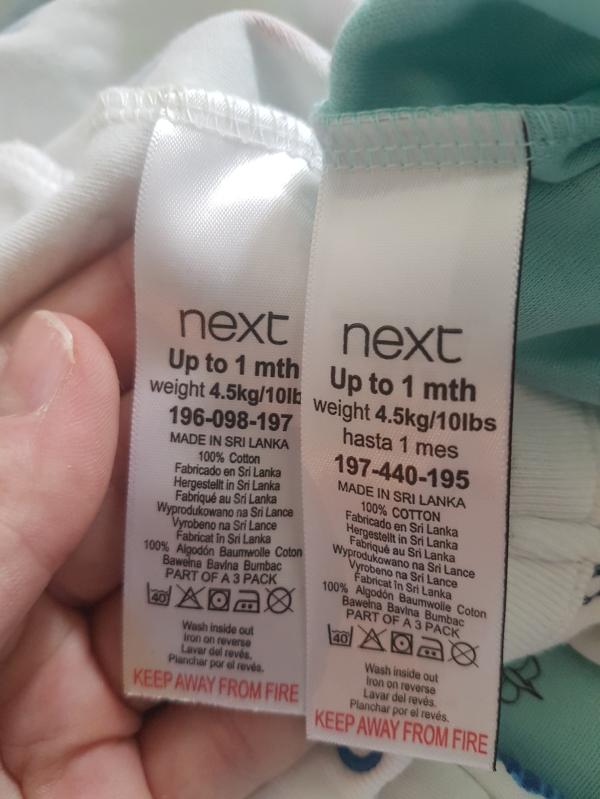 next
Up to 1 mth
weight 4.5kg/10lb
196-098-197
MADE IN SRI LANKA
100% Cotton
Fabricado en Sri Lanka
Hergestellt in Sri Lanka
Fabriqué au Sri Lanka
Wyprodukowano na Sri Lance
Vyrobeno na Sri Lance
Fabricat în Sri Lanka
100% Algodón Baumwolle Coton
Bawełna Bavlna Bumbac
PART OF A 3 PACK
40
Wash inside out
Iron on reverse
Lavar del revés.
Planchar por el revés.
KEEP AWAY FROM FIRE
next
Up to 1 mth
weight 4.5kg/10lbs
hasta 1 mes
197-440-195
MADE IN SRI LANKA
100% COTTON
Fabricado en Sri Lanka
Hergestellt in Sri Lanka
Fabriqué au Sri Lanka
Wyprodukowano na Sri Lance
Vyrobeno na Sri Lance
Fabricat în Sri Lanka
100% Algodón Baumwolle Coton
Bawełna Bavlna Bumbac
PART OF A 3 PACK
40
Wash inside out
Iron on reverse
Lavar del revés.
Planchar por el revés.
KEEP AWAY FROM FIRE